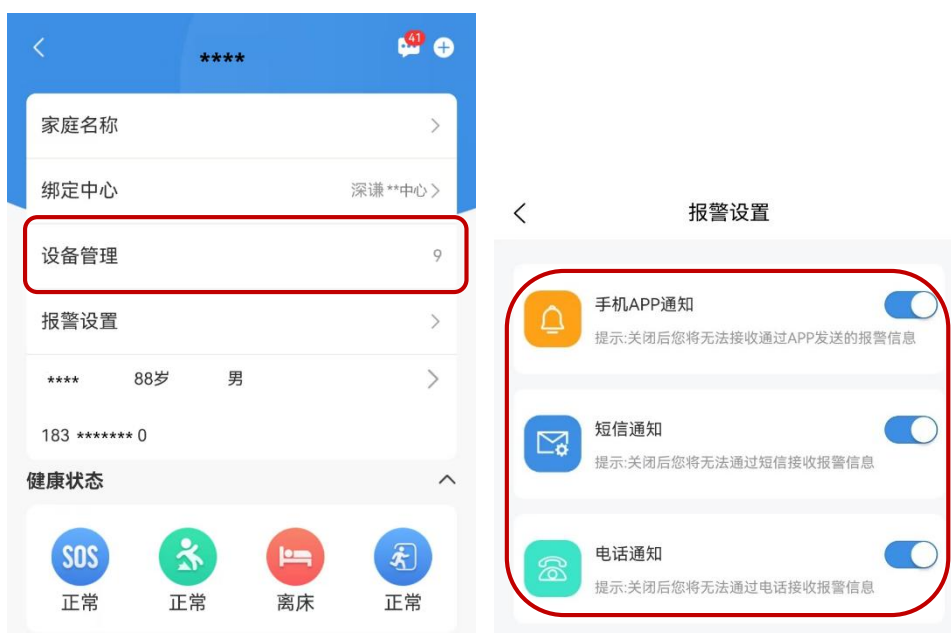 41
****
家庭名称
绑定中心 深谦**中心
设备管理 9
报警设置
**** 88岁 男
183 ******* 0
健康状态
SOS
正常 正常 离床 正常
报警设置
手机APP通知
提示:关闭后您将无法接收通过APP发送的报警信息
短信通知
提示:关闭后您将无法通过短信接收报警信息
电话通知
提示:关闭后您将无法通过电话接收报警信息